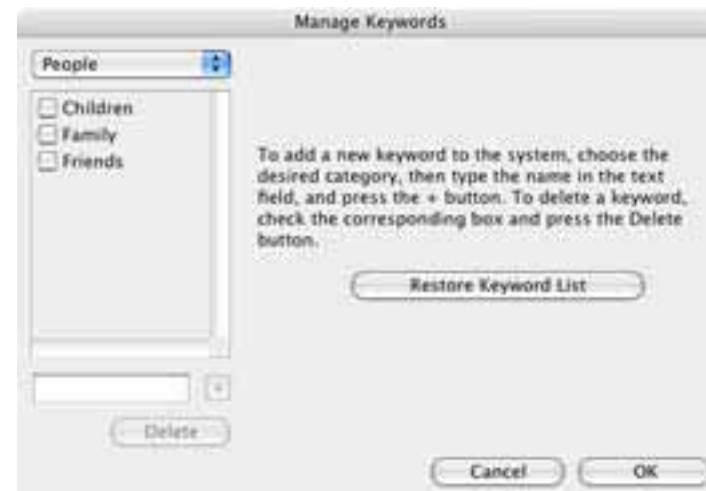 Manage Keywords
People
Children
Family
Friends
To add a new keyword to the system, choose the
desired category, then type the name in the text
field, and press the + button. To delete a keyword,
check the corresponding box and press the Delete
button.
Restore Keyword List
+
Delete
Cancel
OK